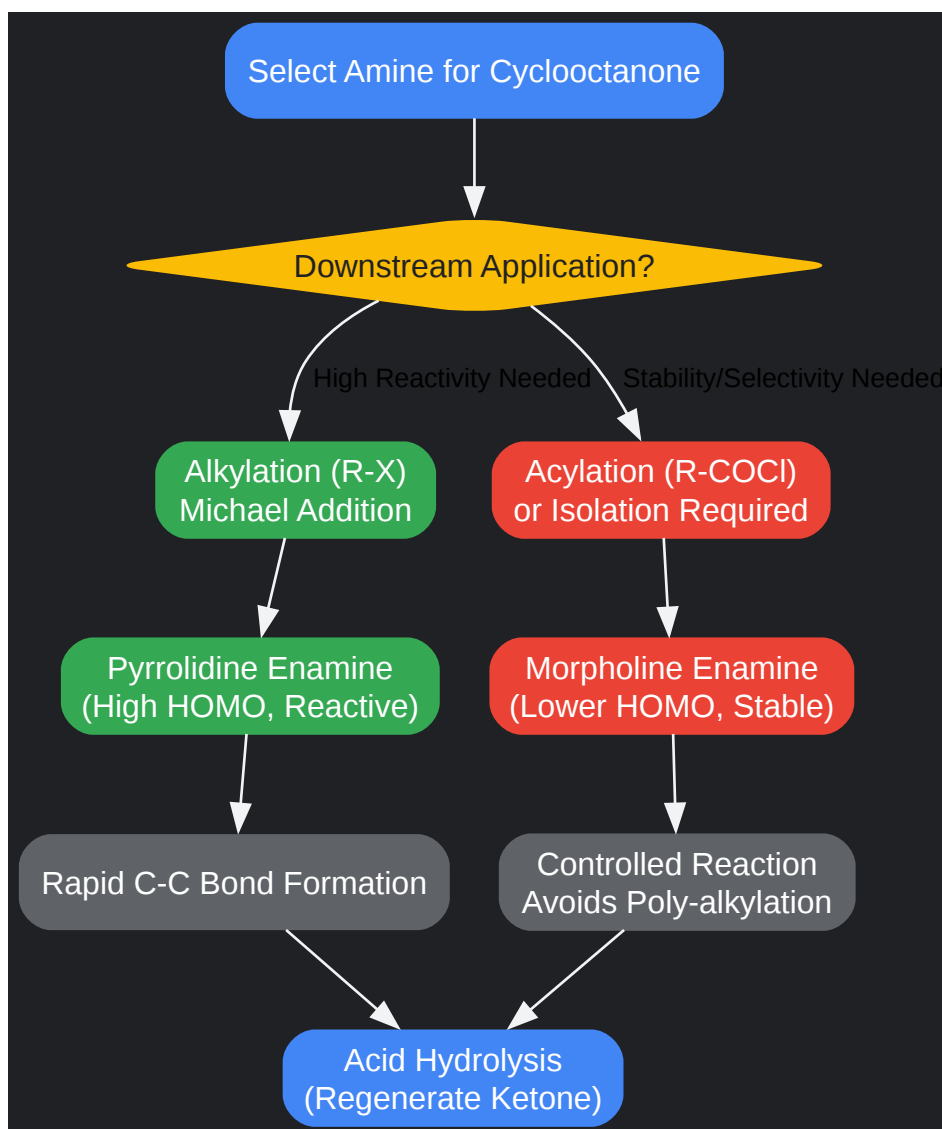 Select Amine for Cyclooctanone
Downstream Application?
High Reactivity Needed
Stability/Selectivity Needed
Alkylation (R-X)
Michael Addition
Acylation (R-COCl)
or Isolation Required
Pyrrolidine Enamine
(High HOMO, Reactive)
Morpholine Enamine
(Lower HOMO, Stable)
Rapid C-C Bond Formation
Controlled Reaction
Avoids Poly-alkylation
Acid Hydrolysis
(Regenerate Ketone)